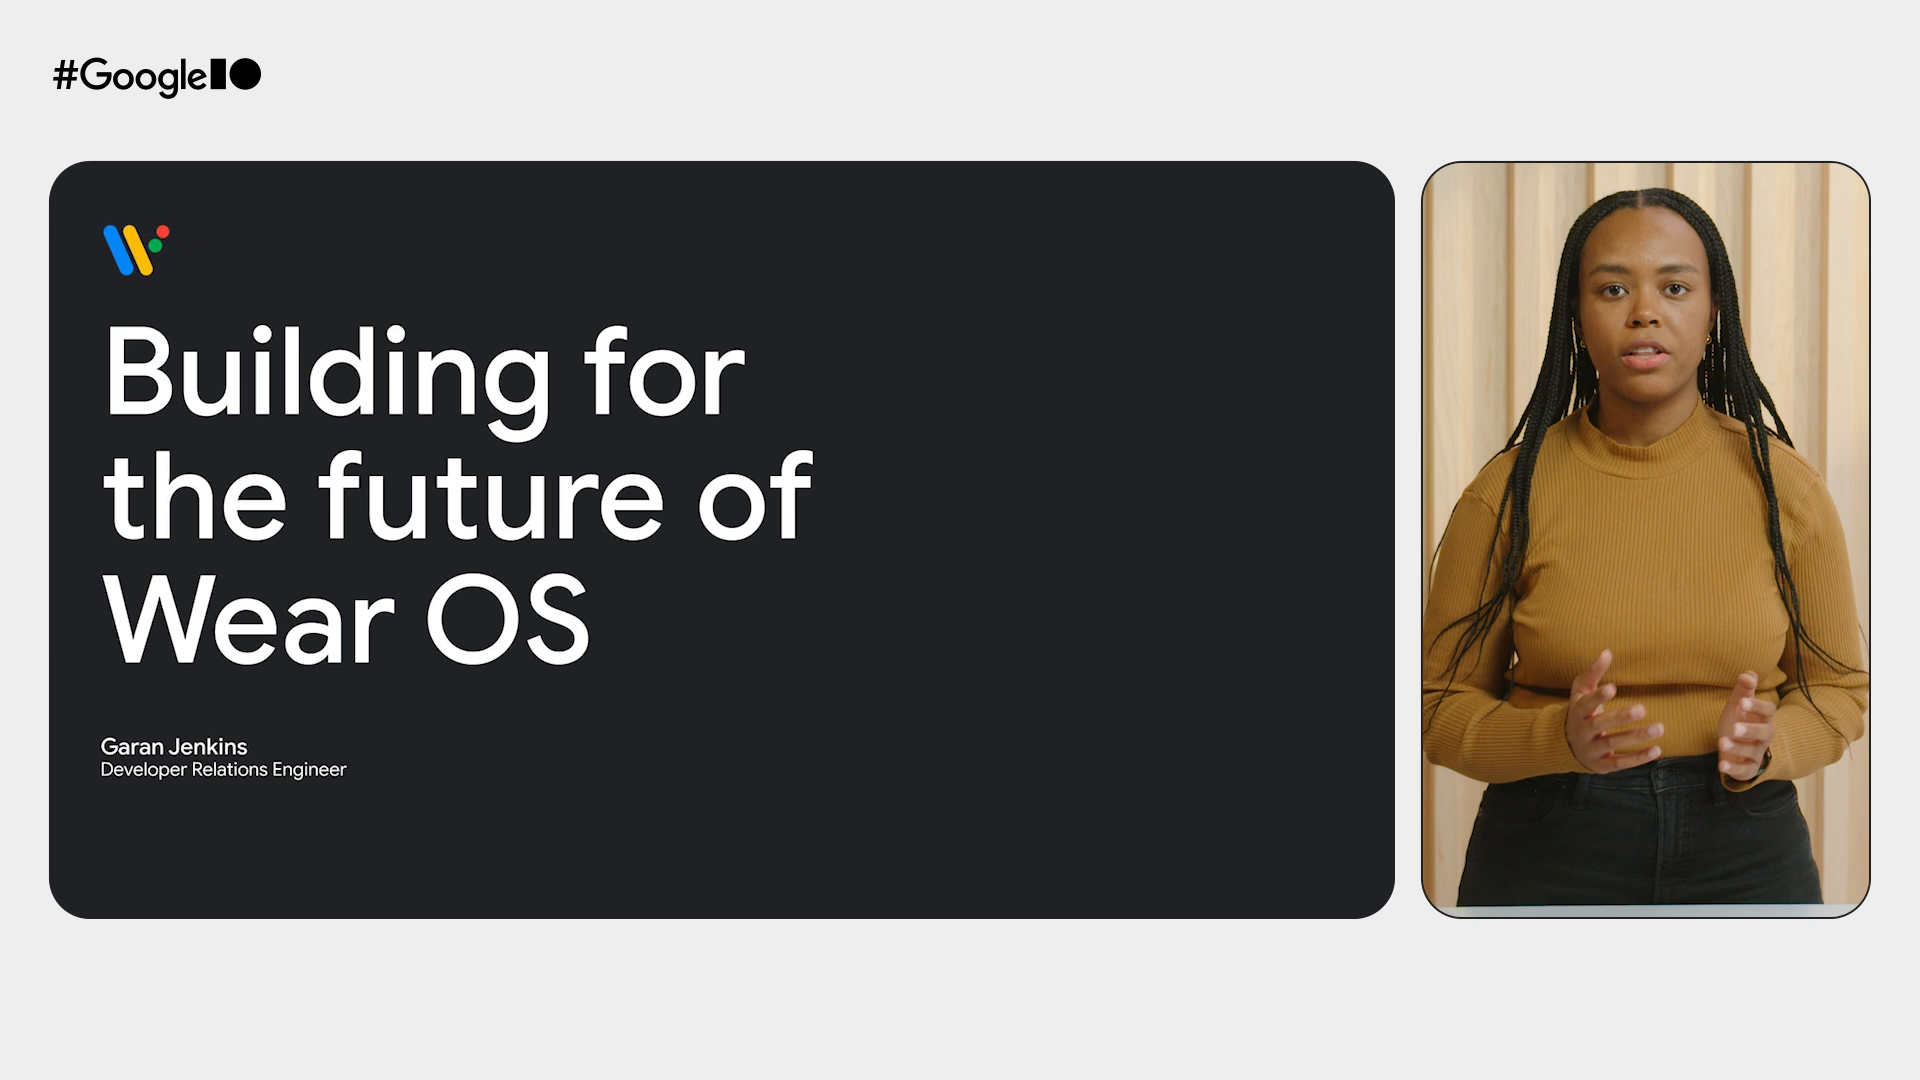 #GoogleIO
Building for
the future of
Wear OS
Garan Jenkins
Developer Relations Engineer